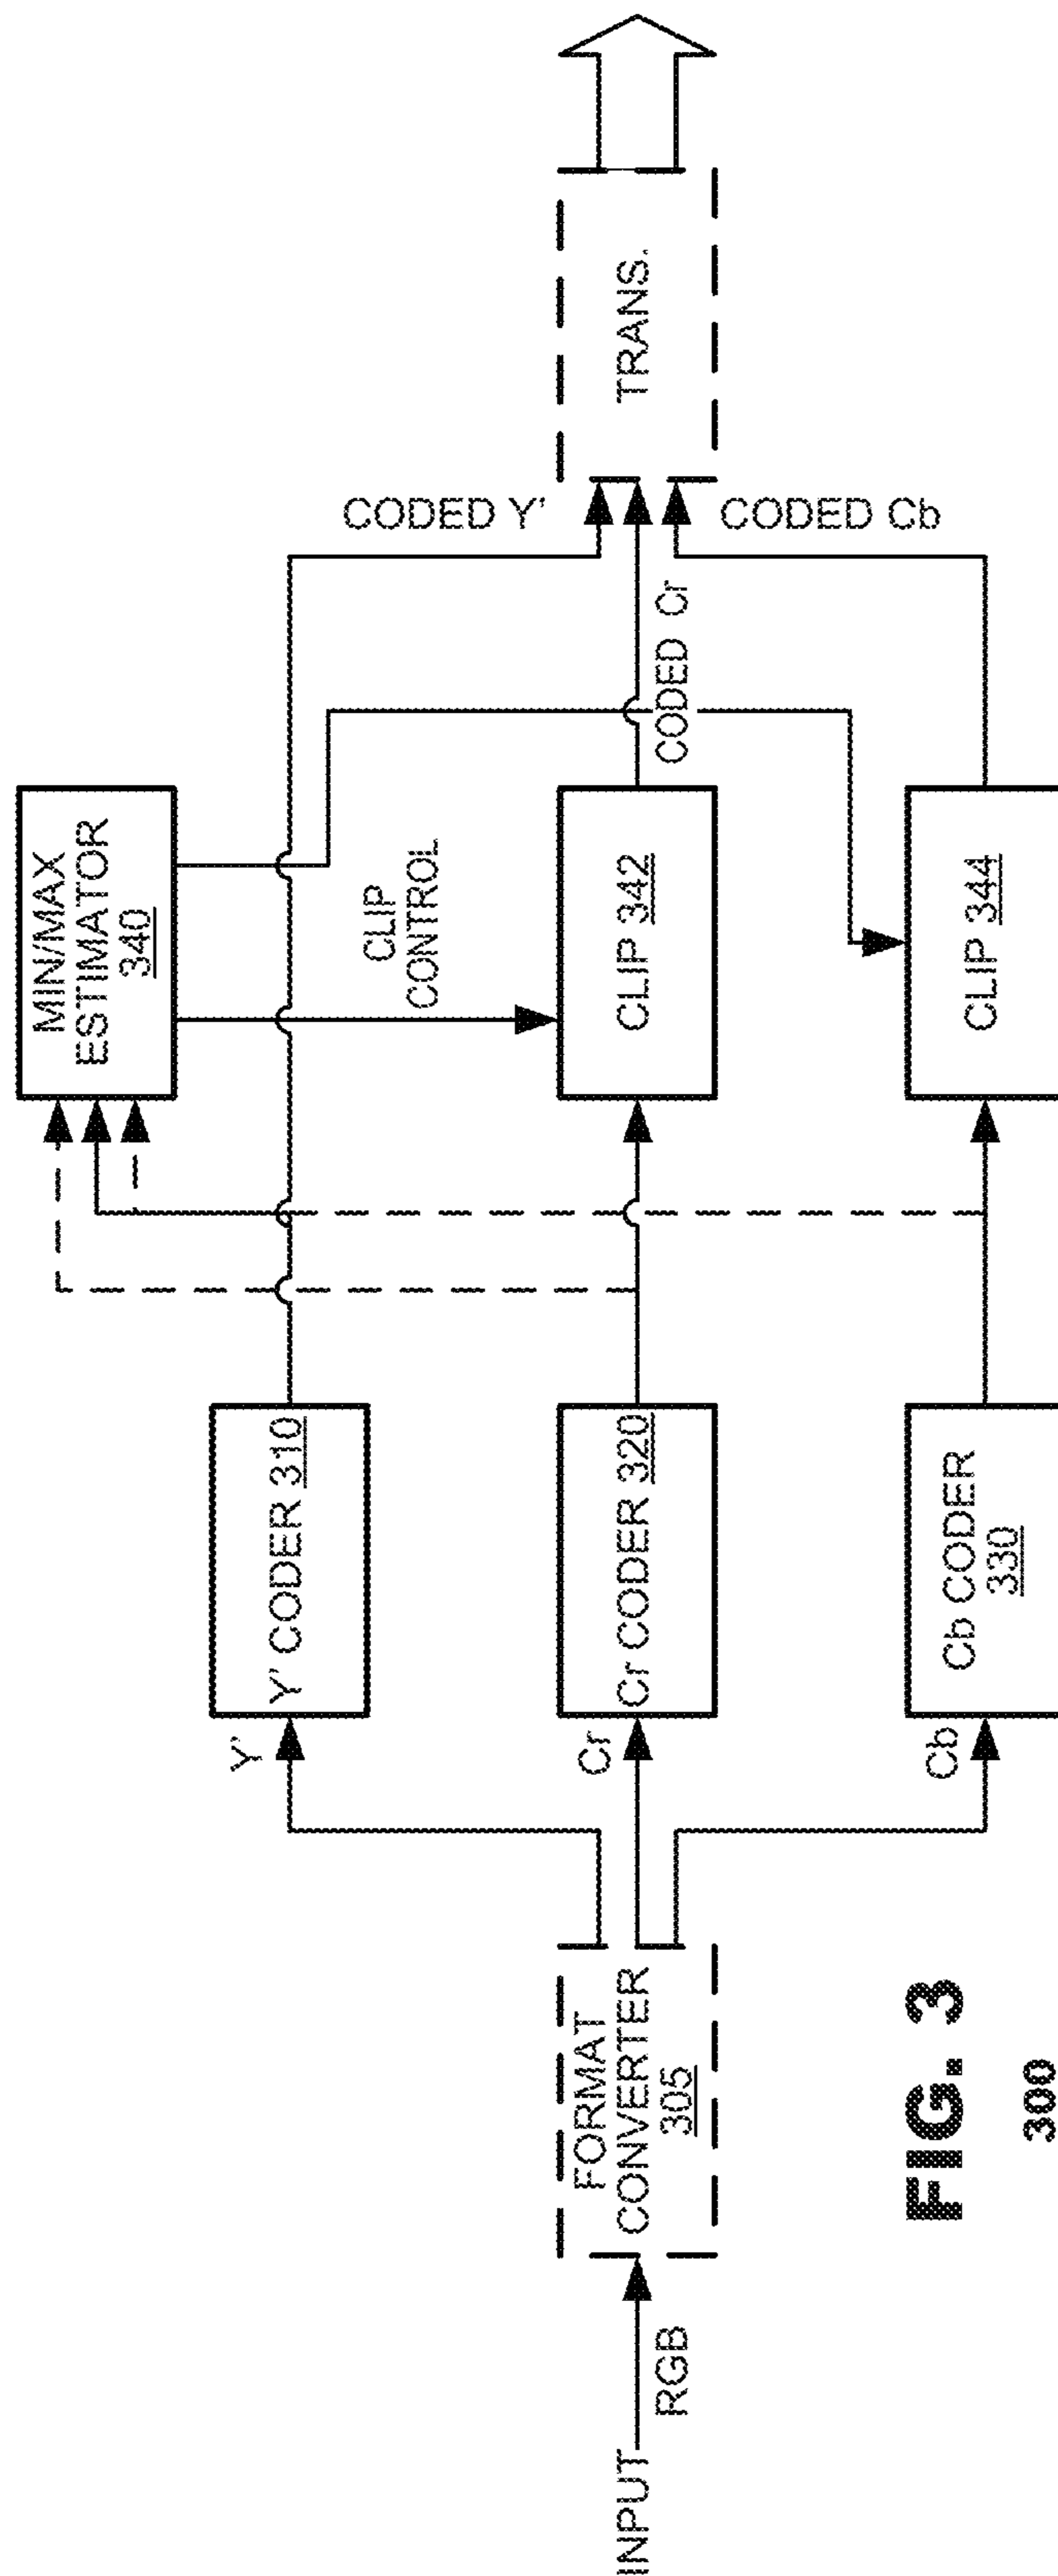 INPUT
RGB
FORMAT
CONVERTER
305
Y'
Cr
Cb
Y' CODER 310
Cr CODER 320
Cb CODER
330
MIN/MAX
ESTIMATOR
340
CLIP
CONTROL
CLIP 342
CLIP 344
CODED Y'
CODED Cr
CODED Cb
TRANS.
FIG. 3
300